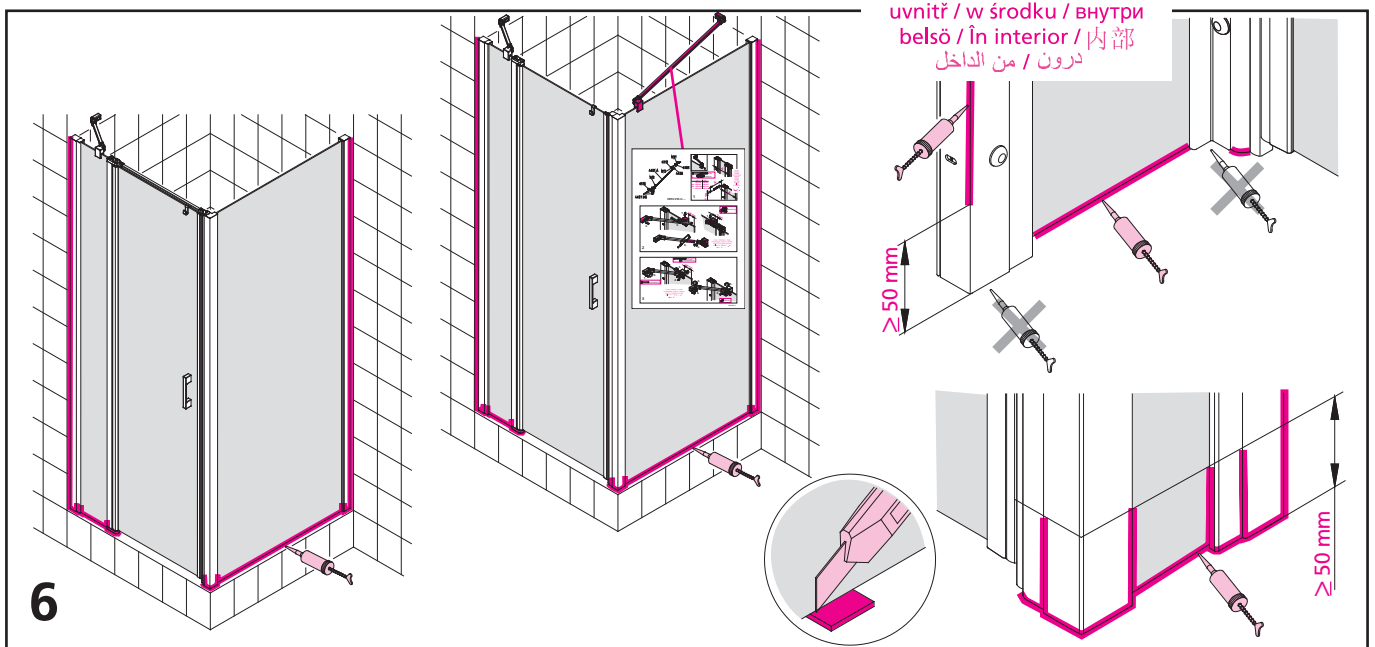 uvnitř / w środku / внутри
belsö / În interior / 内部
درون / من الداخل
≥ 50 mm
≥ 50 mm
6